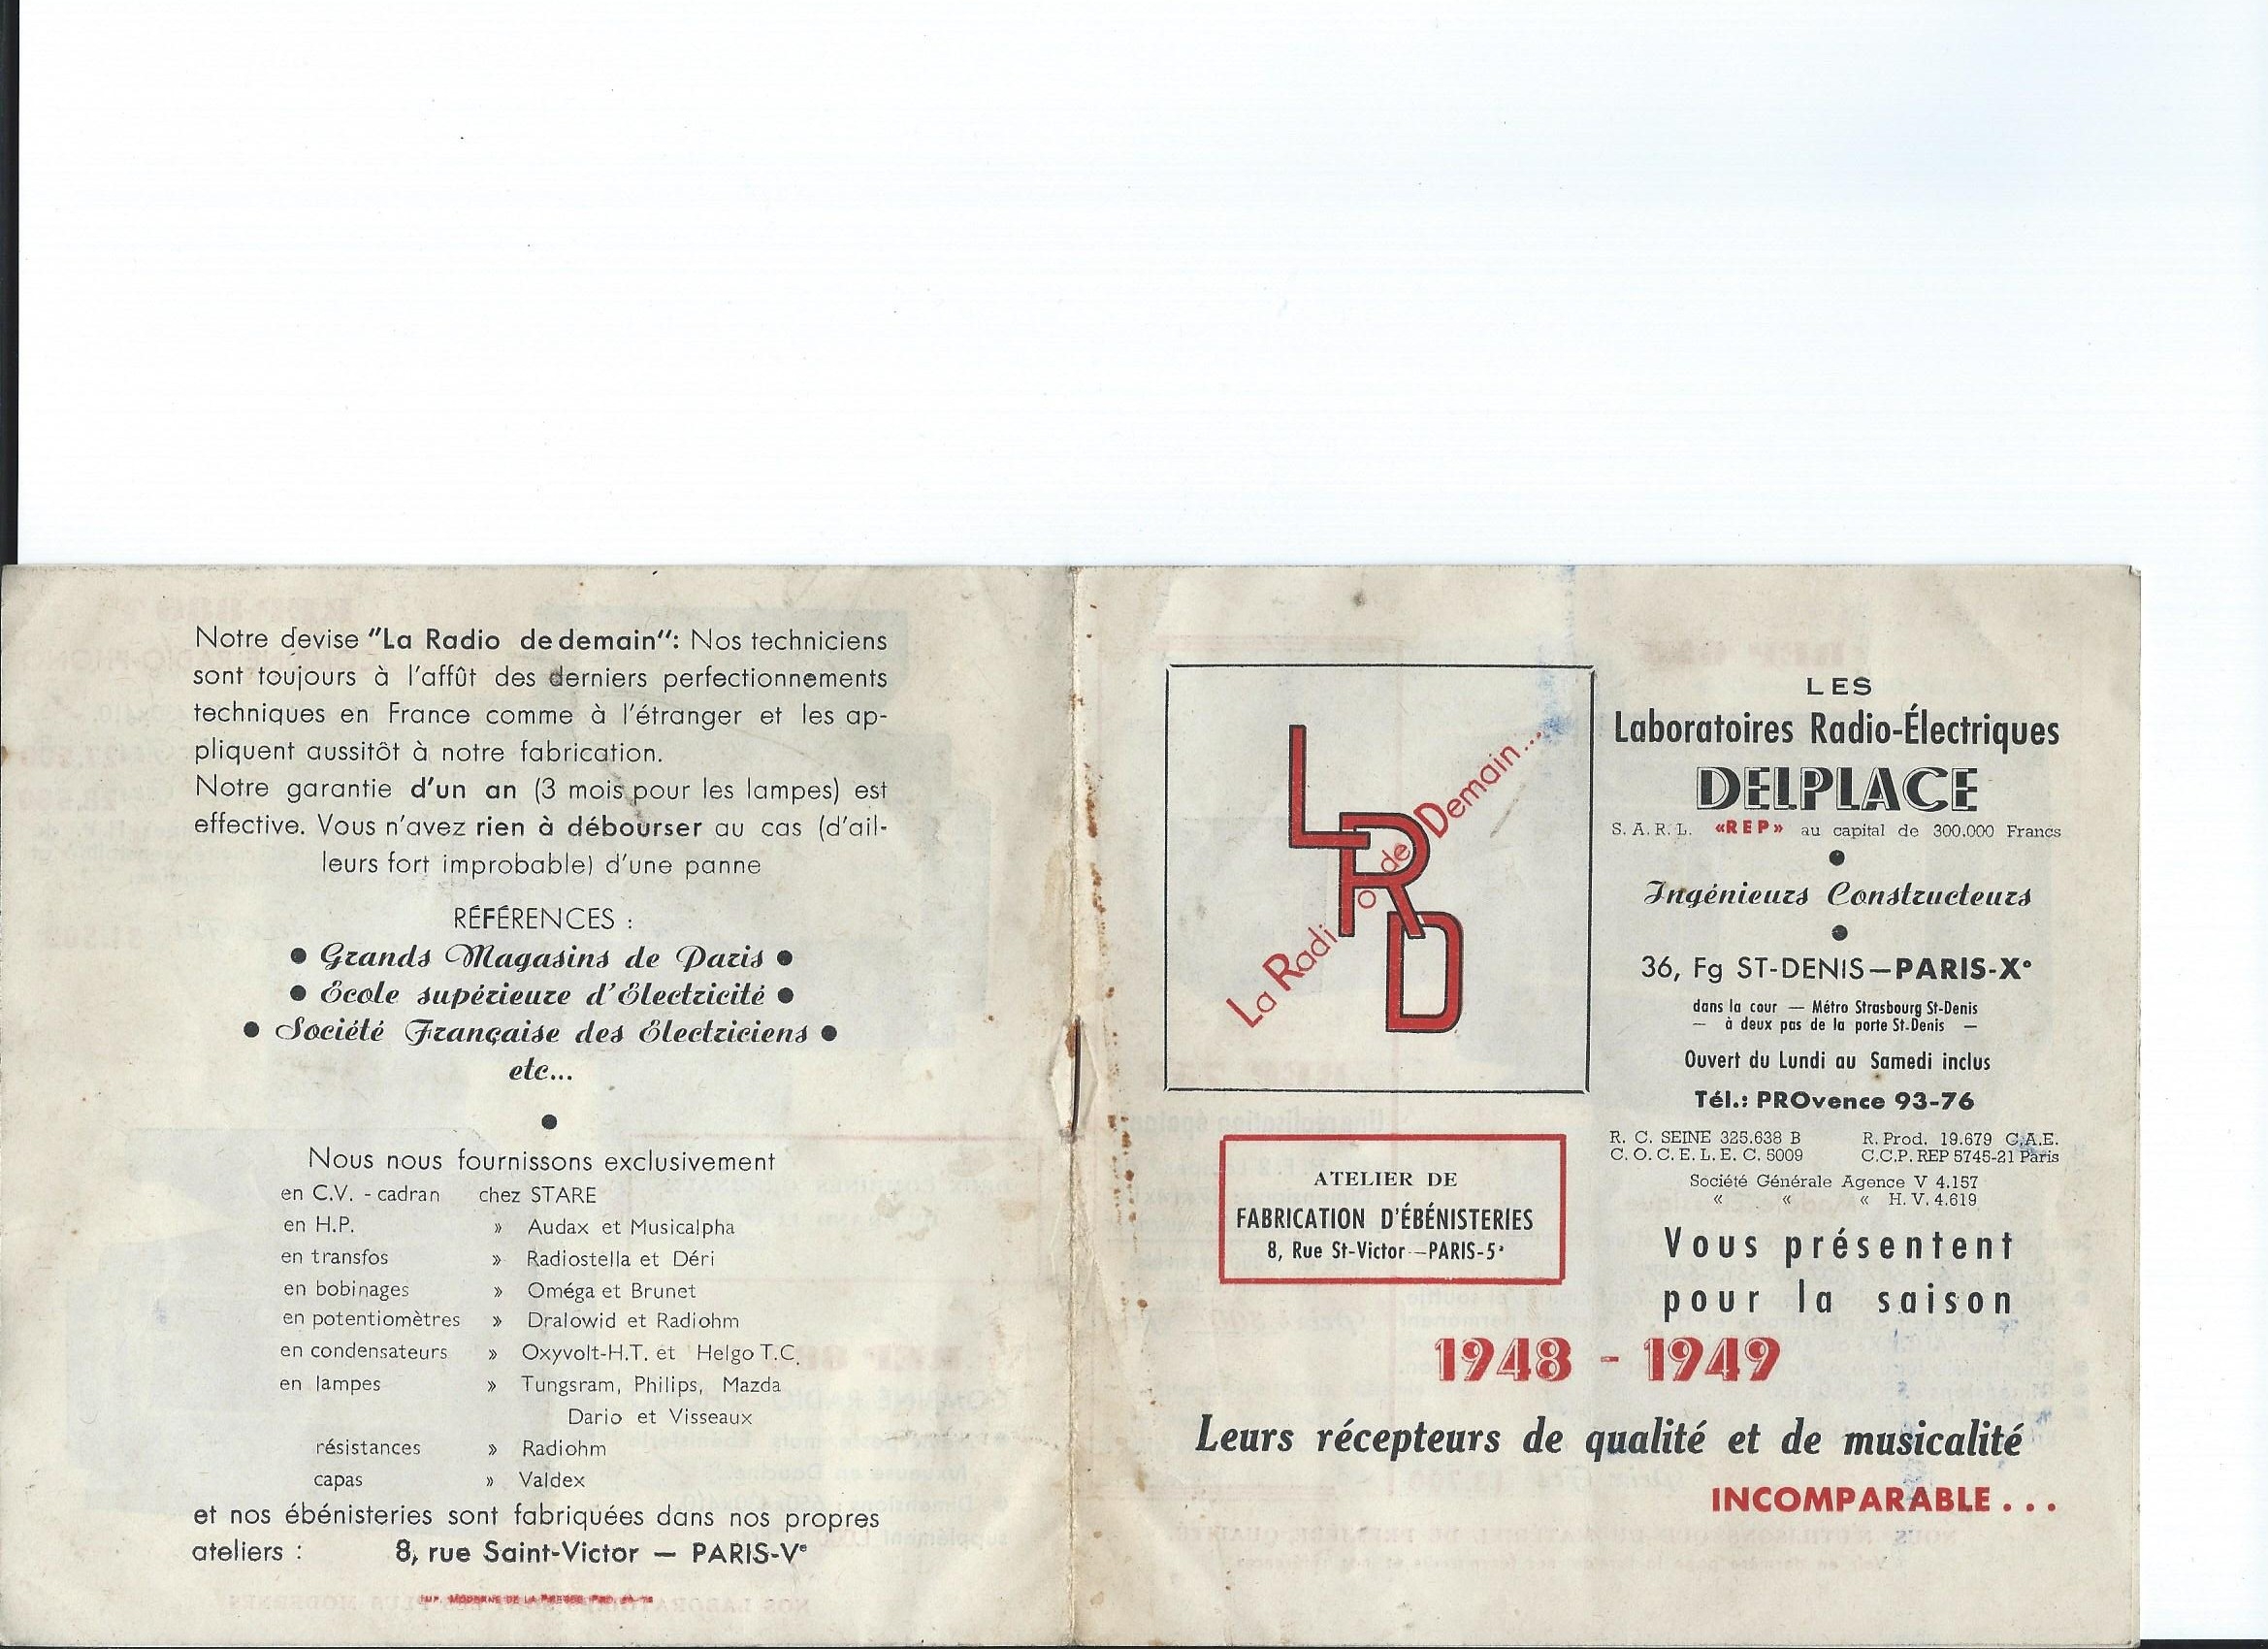 Notre devise "La Radio de demain": Nos techniciens
sont toujours à l'affût des derniers perfectionnements
techniques en France comme à l'étranger et les ap-
pliquent aussitôt à notre fabrication.
Notre garantie d'un an (3 mois pour les lampes) est
effective. Vous n'avez rien à débourser au cas (d'ail-
leurs fort improbable) d'une panne
RÉFÉRENCES :
● Grands Magasins de Paris ●
● École supérieure d'Électricité ●
● Société Française des Électriciens ●
etc...
●
Nous nous fournissons exclusivement
en C.V. - cadran chez STARE
en H.P. » Audax et Musicalpha
en transfos » Radiostella et Déri
en bobinages » Oméga et Brunet
en potentiomètres » Dralowid et Radiohm
en condensateurs » Oxyvolt-H.T. et Helgo T.C.
en lampes » Tungsram, Philips, Mazda
Dario et Visseaux
résistances » Radiohm
capas » Valdex
et nos ébénisteries sont fabriquées dans nos propres
ateliers : 8, rue Saint-Victor — PARIS-Vᵉ
IMP. MODERNE DE LA PRESSE
LRD
La Radio de Demain...
ATELIER DE
FABRICATION D'ÉBÉNISTERIES
8, Rue St-Victor—PARIS-5ᵉ
LES
Laboratoires Radio-Électriques
DELPLACE
S.A.R.L. «REP» au capital de 300.000 Francs
●
Ingénieurs Constructeurs
●
36, Fg ST-DENIS—PARIS-Xᵉ
dans la cour — Métro Strasbourg St-Denis
— à deux pas de la porte St-Denis —
Ouvert du Lundi au Samedi inclus
Tél.: PROvence 93-76
R. C. SEINE 325.638 B R. Prod. 19.679 C.A.E.
C.O.C.E.L.E.C. 5009 C.C.P. REP 5745-21 Paris
Société Générale Agence V 4.157
« « « H. V. 4.619
Vous présentent
pour la saison
1948 - 1949
Leurs récepteurs de qualité et de musicalité
INCOMPARABLE...